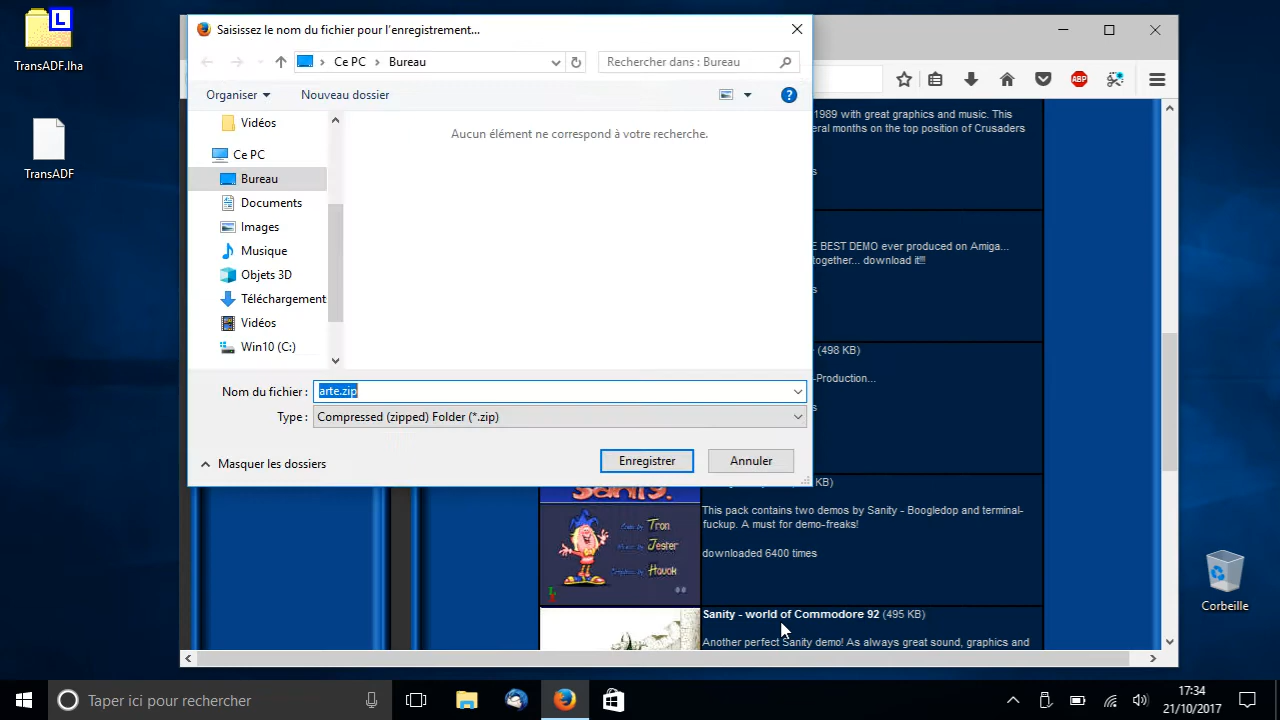 L
TransADF.lha
TransADF
Saisissez le nom du fichier pour l'enregistrement...
Ce PC
Bureau
Rechercher dans : Bureau
Organiser
Nouveau dossier
Vidéos
Ce PC
Bureau
Documents
Images
Musique
Objets 3D
Téléchargement
Vidéos
Win10 (C:)
Aucun élément ne correspond à votre recherche.
Nom du fichier :
arte.zip
Type :
Compressed (zipped) Folder (*.zip)
Masquer les dossiers
Enregistrer
Annuler
ABP
1989 with great graphics and music. This
eral months on the top position of Crusaders
s
E BEST DEMO ever produced on Amiga...
together... download it!!!
s
(498 KB)
-Production...
s
KB)
Sanity.
Tron
Jester
Havok
This pack contains two demos by Sanity - Boogledop and terminal-
fuckup. A must for demo-freaks!
downloaded 6400 times
Sanity - world of Commodore 92 (495 KB)
Another perfect Sanity demo! As always great sound, graphics and
Corbeille
Taper ici pour rechercher
17:34
21/10/2017